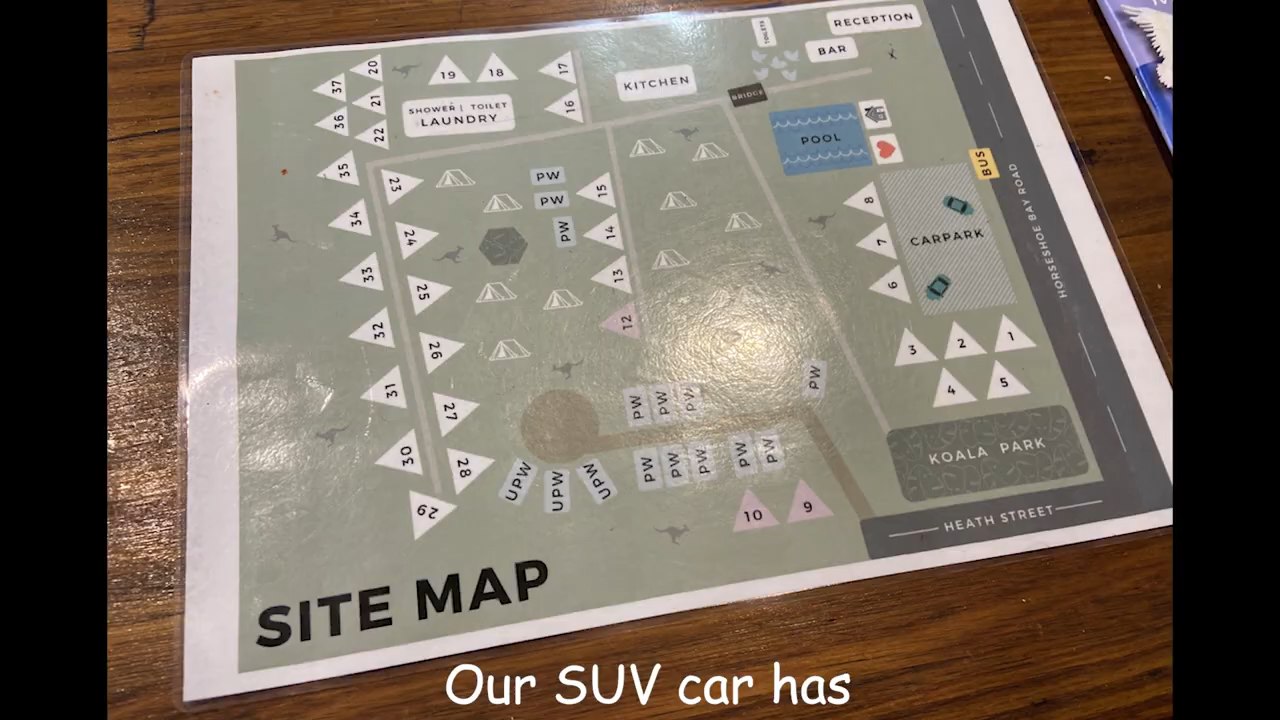 RECEPTION
TOILETS
BAR
KITCHEN
BRIDGE
SHOWER | TOILET
LAUNDRY
POOL
BUS
HORSESHOE BAY ROAD
CARPARK
37
20
19
18
17
21
16
36
22
35
23
PW
PW
PW
15
14
13
12
34
24
33
25
32
26
31
27
30
28
29
8
7
6
3
2
1
4
5
PW
PW
PW
PW
PW
PW
PW
PW
PW
UPW
UPW
UPW
10
9
KOALA PARK
HEATH STREET
SITE MAP
Our SUV car has